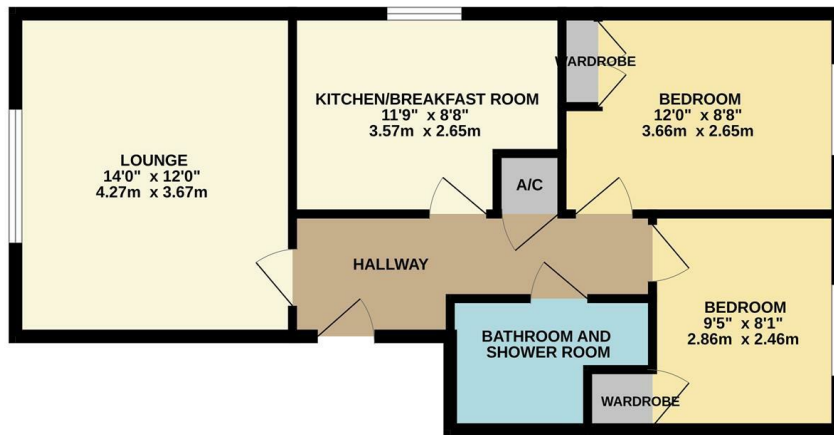 LOUNGE
14'0" x 12'0"
4.27m x 3.67m
KITCHEN/BREAKFAST ROOM
11'9" x 8'8"
3.57m x 2.65m
WARDROBE
BEDROOM
12'0" x 8'8"
3.66m x 2.65m
A/C
HALLWAY
BATHROOM AND
SHOWER ROOM
BEDROOM
9'5" x 8'1"
2.86m x 2.46m
WARDROBE